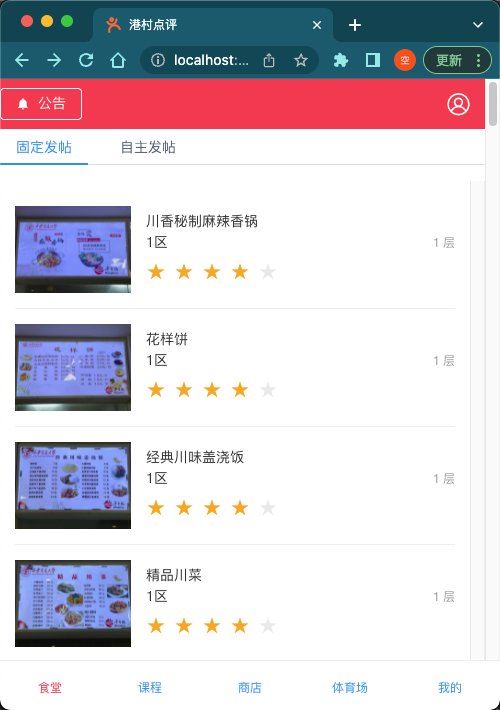 港村点评
localhost:...
空
更新
公告
固定发帖
自主发帖
川香秘制麻辣香锅
1区
1 层
花样饼
1区
1 层
经典川味盖浇饭
1区
1 层
精品川菜
1区
1 层
食堂
课程
商店
体育场
我的